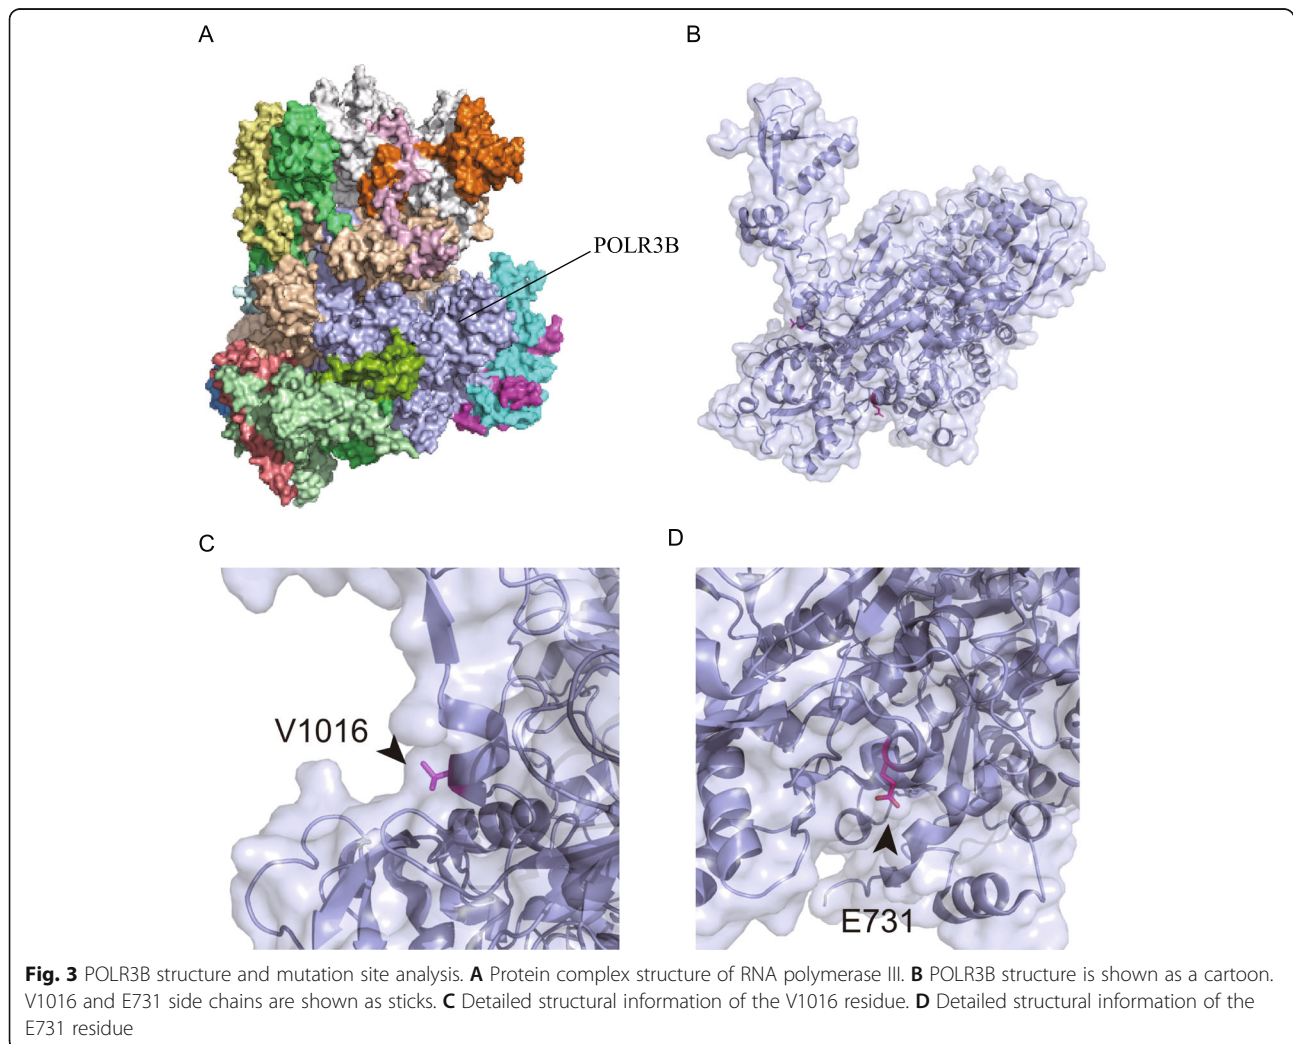 A
B
POLR3B
C
D
V1016
E731
Fig. 3 POLR3B structure and mutation site analysis. A Protein complex structure of RNA polymerase III. B POLR3B structure is shown as a cartoon.
V1016 and E731 side chains are shown as sticks. C Detailed structural information of the V1016 residue. D Detailed structural information of the
E731 residue